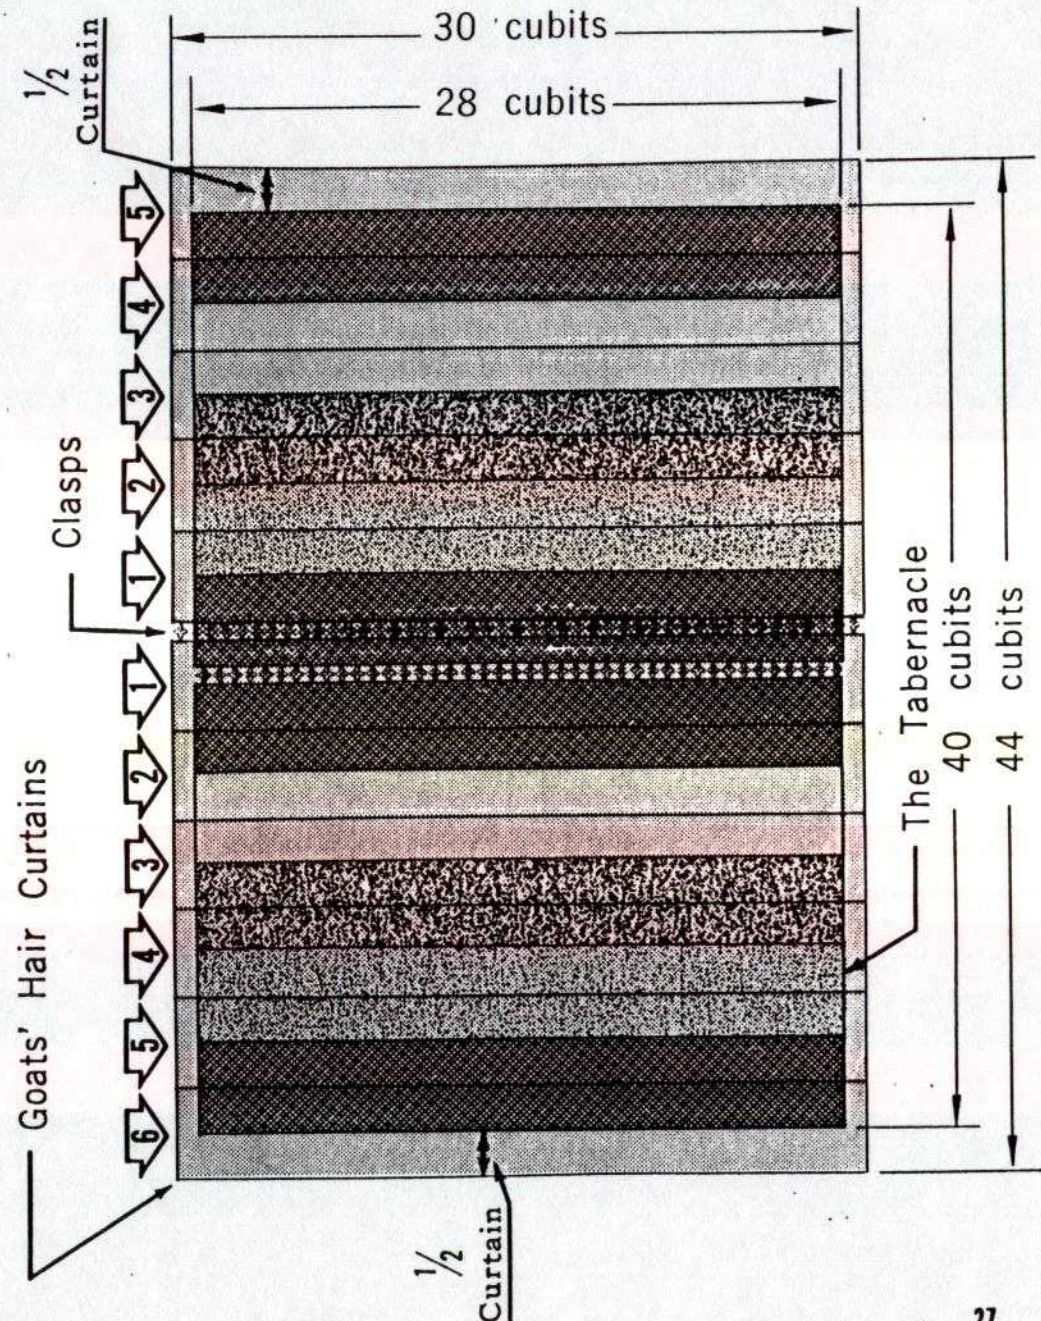 30 cubits
28 cubits
1/2
Curtain
5
4
3
2
1
Clasps
1
2
3
4
5
6
Goats' Hair Curtains
The Tabernacle
40 cubits
44 cubits
1/2
Curtain
27